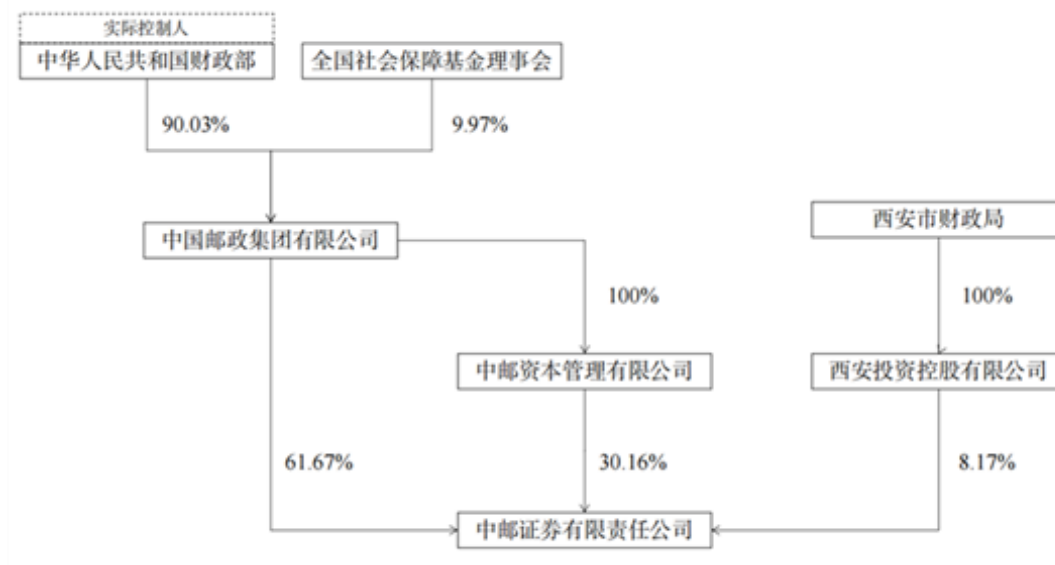 实际控制人
中华人民共和国财政部
全国社会保障基金理事会
90.03%
9.97%
中国邮政集团有限公司
西安市财政局
100%
100%
中邮资本管理有限公司
西安投资控股有限公司
61.67%
30.16%
8.17%
中邮证券有限责任公司